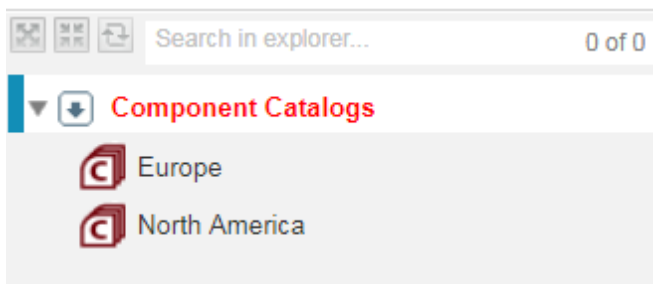 Search in explorer... 0 of 0
Component Catalogs
C Europe
C North America